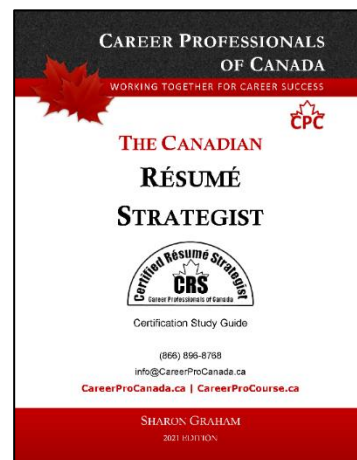 CAREER PROFESSIONALS
OF CANADA
WORKING TOGETHER FOR CAREER SUCCESS
CPC
THE CANADIAN
RÉSUMÉ
STRATEGIST
Certified Résumé Strategist
CRS
Career Professionals of Canada
Certification Study Guide
(866) 896-8768
info@CareerProCanada.ca
CareerProCanada.ca | CareerProCourse.ca
SHARON GRAHAM
2021 EDITION